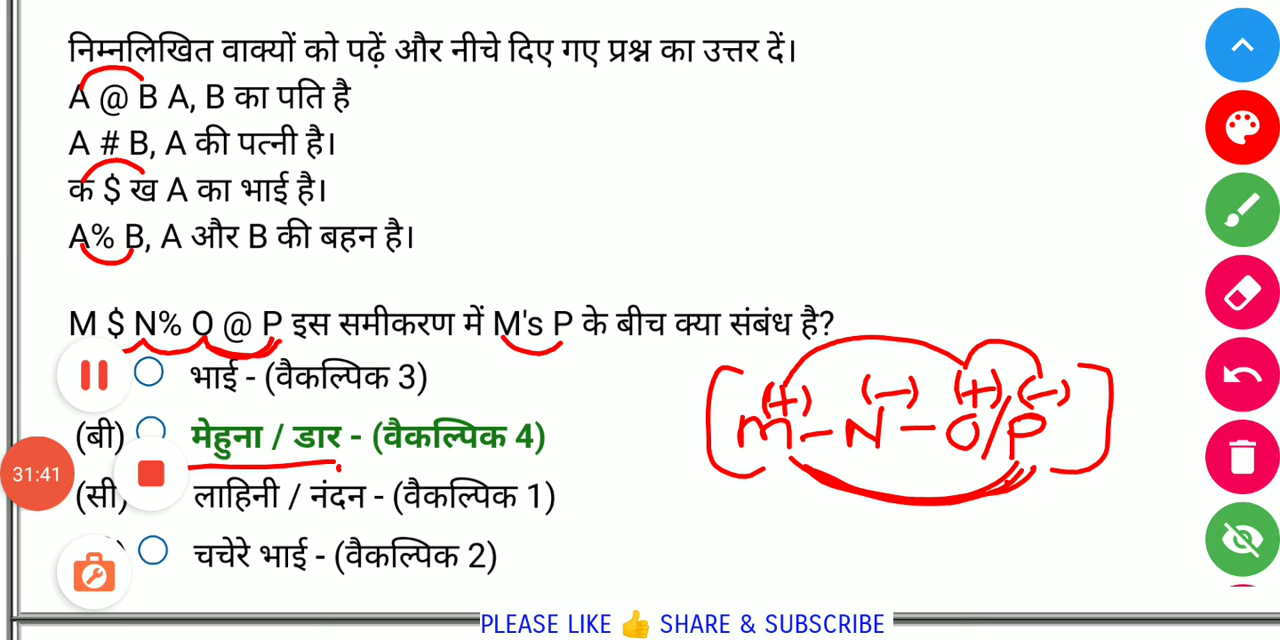 निम्नलिखित वाक्यों को पढ़ें और नीचे दिए गए प्रश्न का उत्तर दें।
A @ B A, B का पति है
A # B, A की पत्नी है।
क $ ख A का भाई है।
A% B, A और B की बहन है।
M $ N% O @ P इस समीकरण में M's P के बीच क्या संबंध है?
भाई - (वैकल्पिक 3)
(बी) मेहुना / डार - (वैकल्पिक 4)
(सी) लाहिनी / नंदन - (वैकल्पिक 1)
चचेरे भाई - (वैकल्पिक 2)
(+) (-) (+) (-)
[M - N - O/P]
31:41
PLEASE LIKE 👍 SHARE & SUBSCRIBE